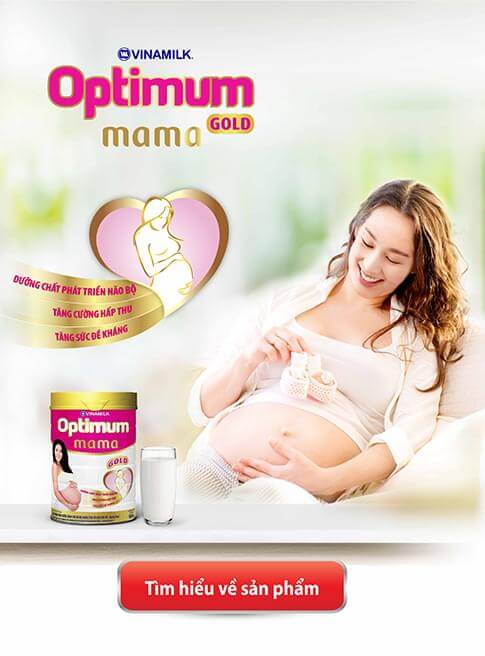 VINAMILK.
Optimum
mama GOLD
DƯỠNG CHẤT PHÁT TRIỂN NÃO BỘ
TĂNG CƯỜNG HẤP THU
TĂNG SỨC ĐỀ KHÁNG
VINAMILK
Optimum
mama
GOLD
Tìm hiểu về sản phẩm